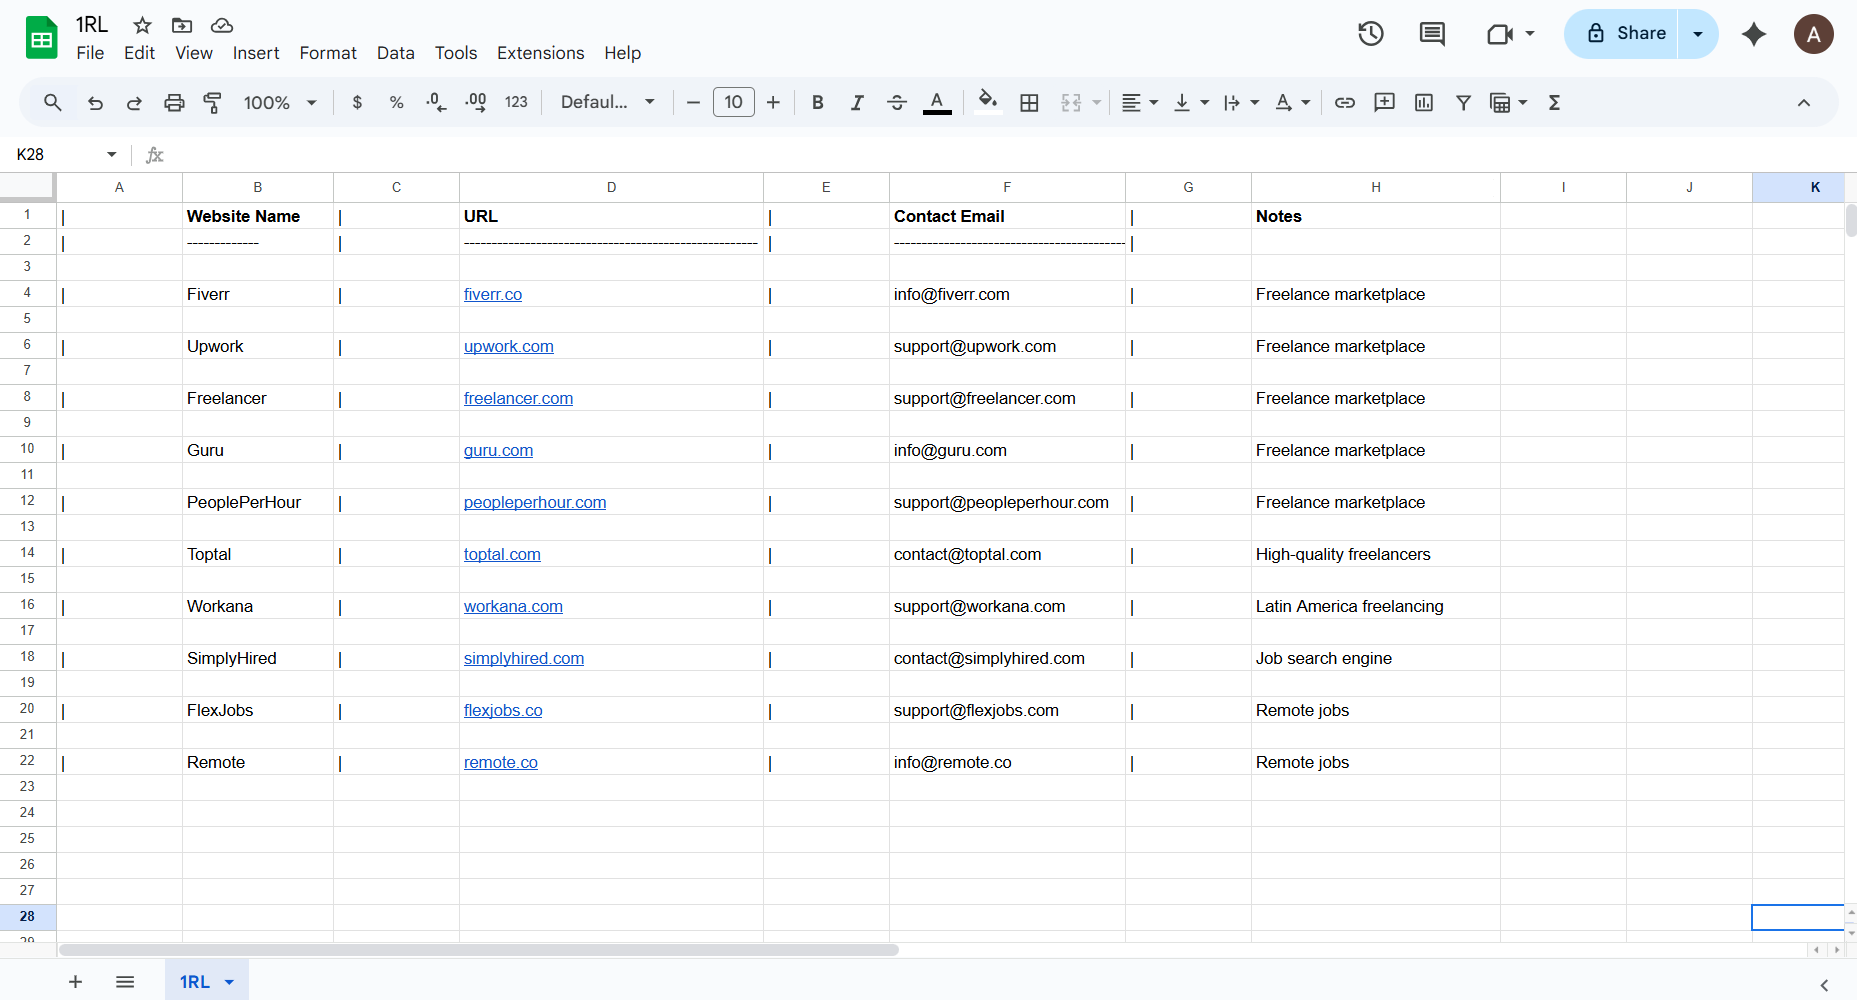 1RL
File Edit View Insert Format Data Tools Extensions Help
Share
A
100% $ % .0 .00 123 Defaul... 10 B I A A Σ
K28 fx
A B C D E F G H I J K
1 | Website Name | URL | Contact Email | Notes
2 | ------------- | ----------------------------------------------------- | ------------------------------------------ |
3
4 | Fiverr | fiverr.co | info@fiverr.com | Freelance marketplace
5
6 | Upwork | upwork.com | support@upwork.com | Freelance marketplace
7
8 | Freelancer | freelancer.com | support@freelancer.com | Freelance marketplace
9
10 | Guru | guru.com | info@guru.com | Freelance marketplace
11
12 | PeoplePerHour | peopleperhour.com | support@peopleperhour.com | Freelance marketplace
13
14 | Toptal | toptal.com | contact@toptal.com | High-quality freelancers
15
16 | Workana | workana.com | support@workana.com | Latin America freelancing
17
18 | SimplyHired | simplyhired.com | contact@simplyhired.com | Job search engine
19
20 | FlexJobs | flexjobs.co | support@flexjobs.com | Remote jobs
21
22 | Remote | remote.co | info@remote.co | Remote jobs
23
24
25
26
27
28
29
1RL